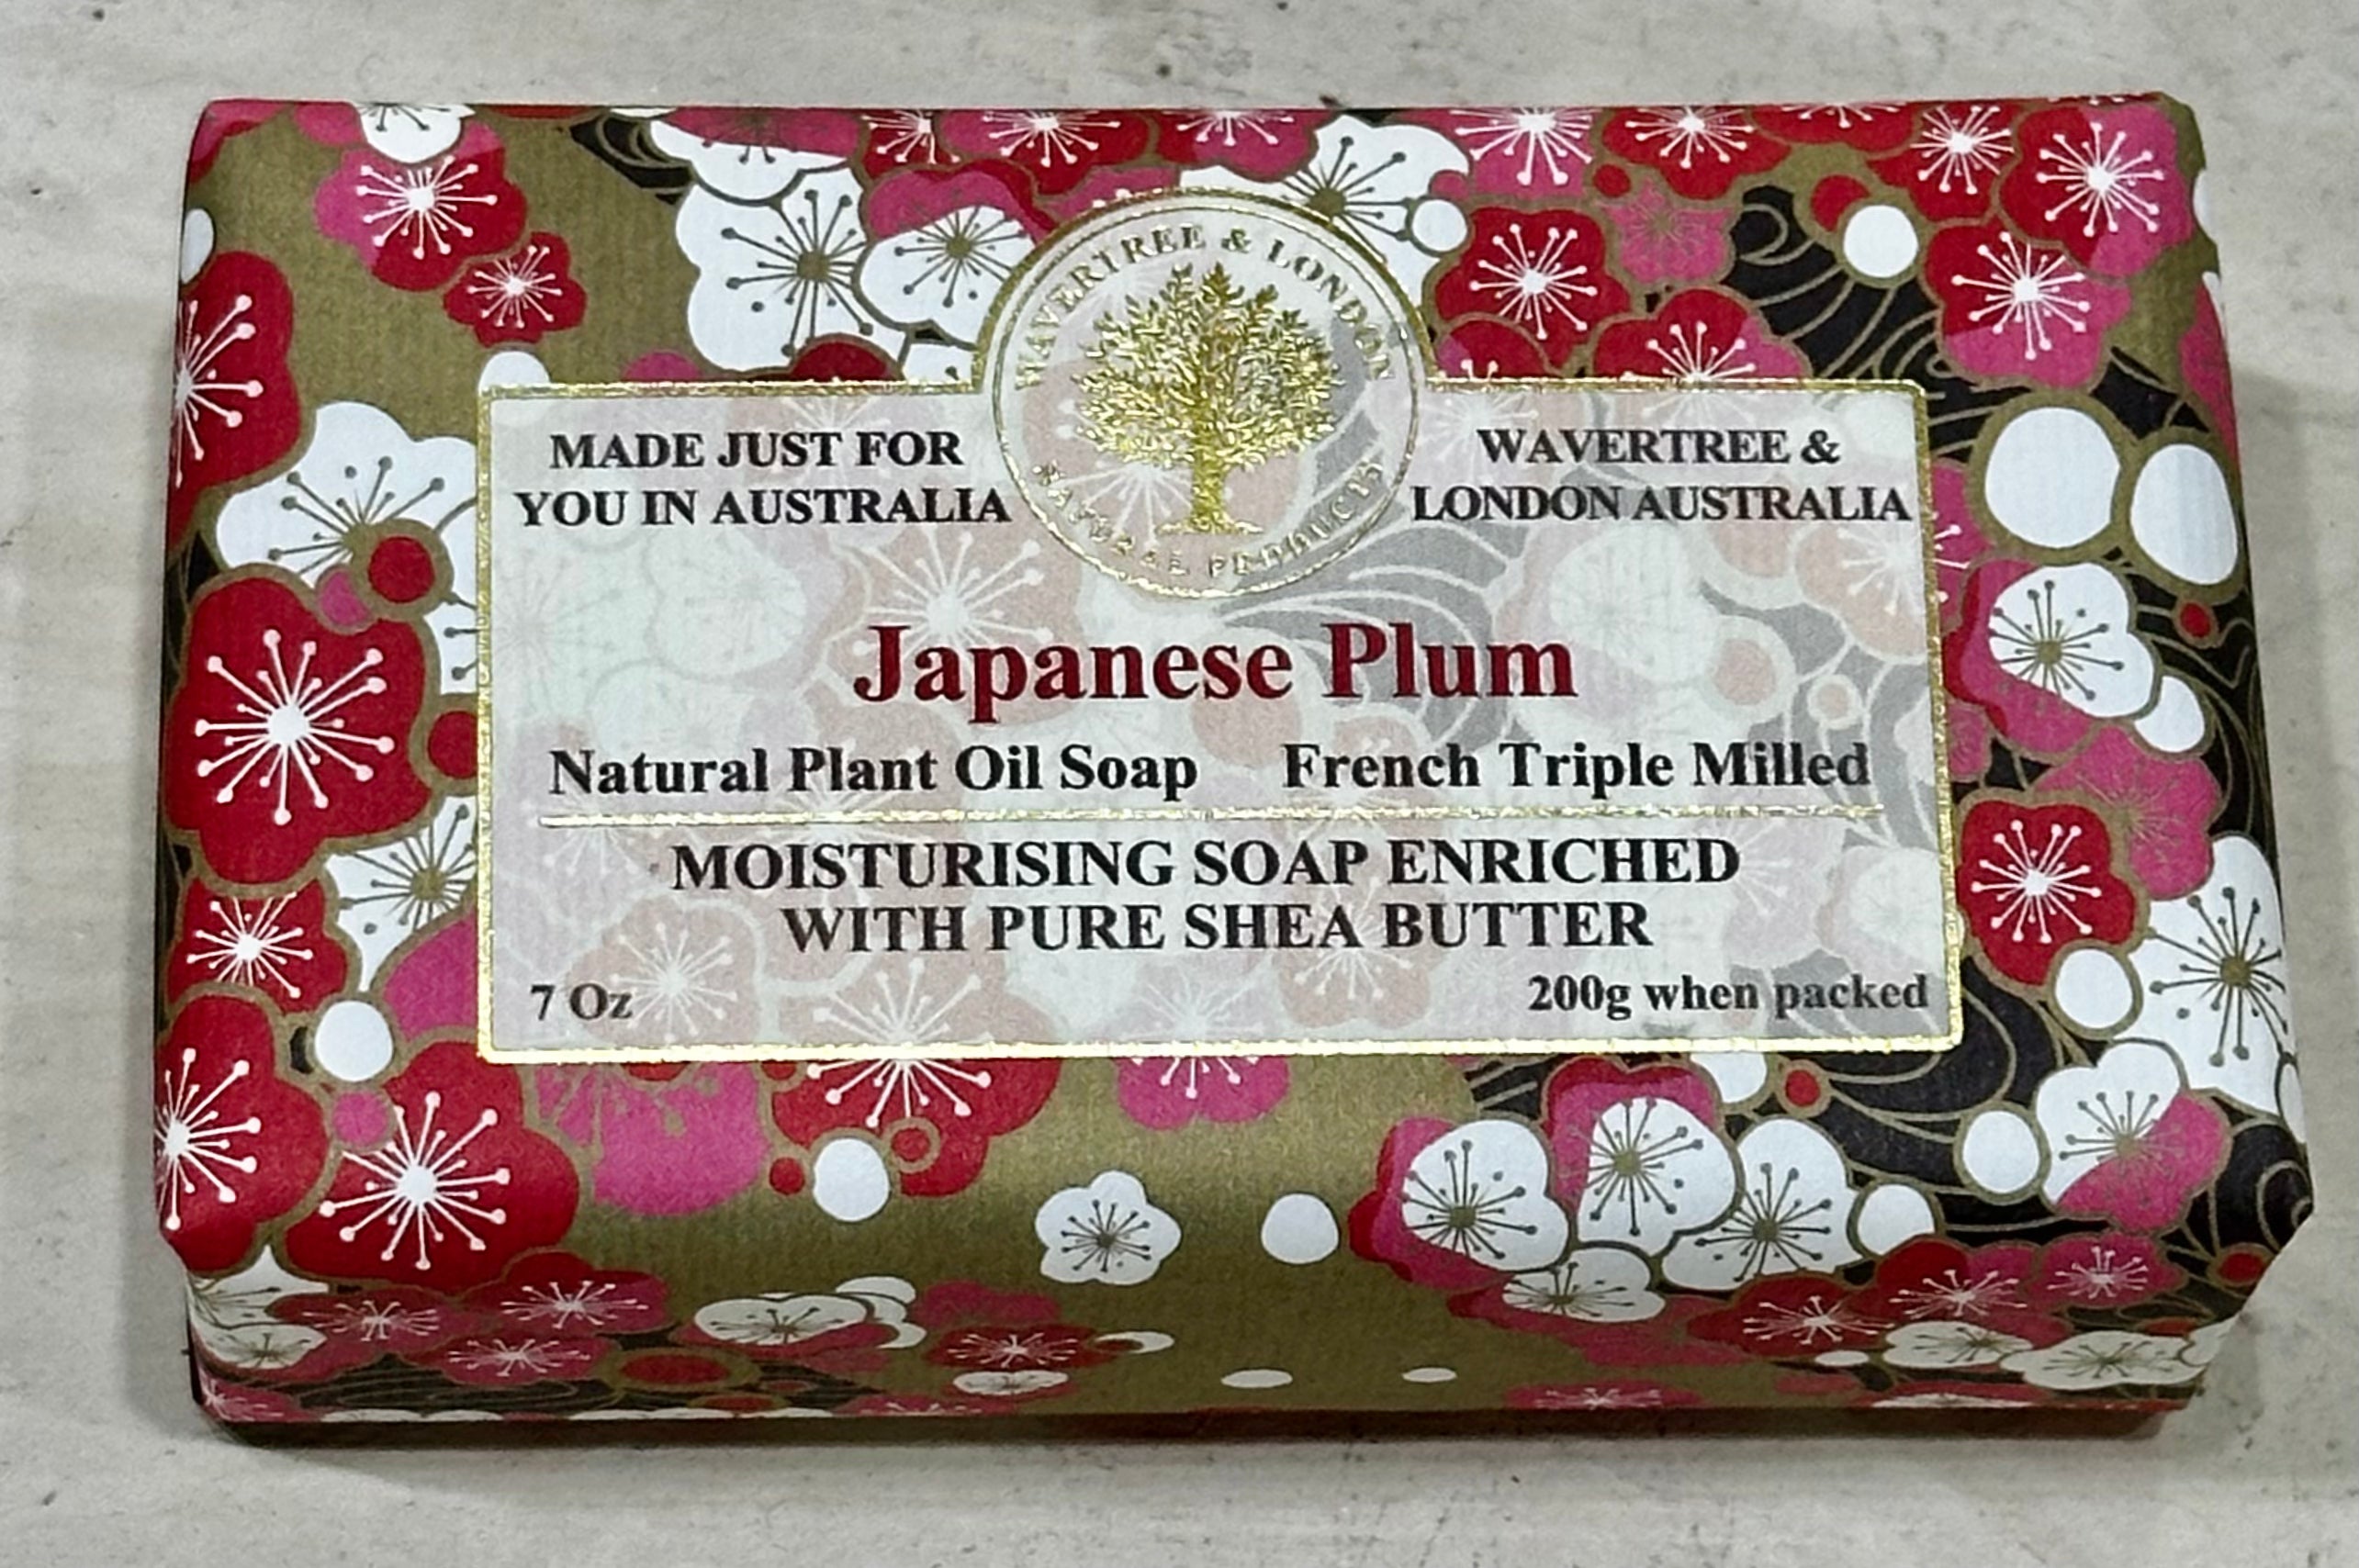 WAVERTREE & LONDON
NATURAL PRODUCTS
MADE JUST FOR
YOU IN AUSTRALIA
WAVERTREE &
LONDON AUSTRALIA
Japanese Plum
Natural Plant Oil Soap French Triple Milled
MOISTURISING SOAP ENRICHED
WITH PURE SHEA BUTTER
7 Oz 200g when packed